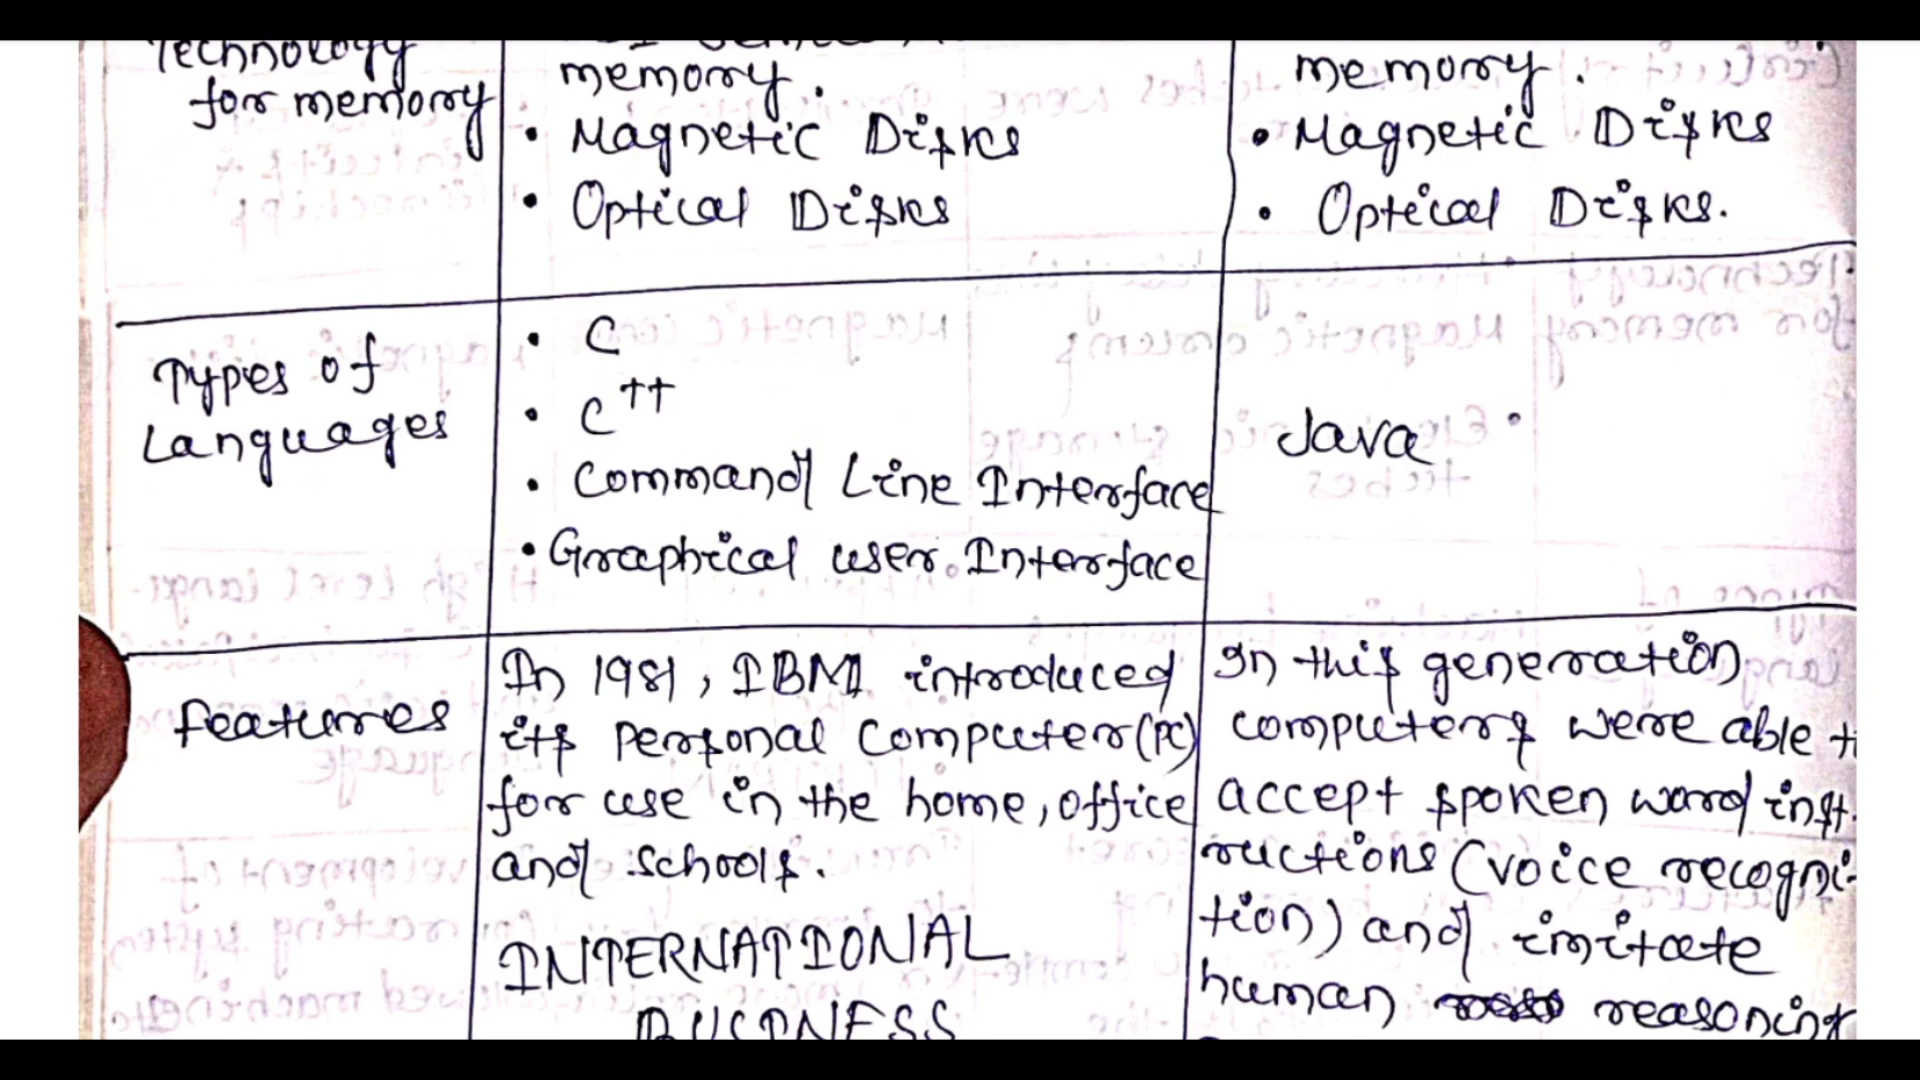 Technology
for memory
memory.
• Magnetic Disks
• Optical Disks
memory.
• Magnetic Disks
• Optical Disks.
Types of
Languages
• C
• C++
• Command Line Interface
• Graphical user Interface
Java
features
In 1981, IBM introduced
its personal computer (PC)
for use in the home, office
and schools.
INTERNATIONAL
BUSINESS
In this generation
computers were able
accept spoken word inst-
ructions (voice recogni-
tion) and imitate
human reasoning